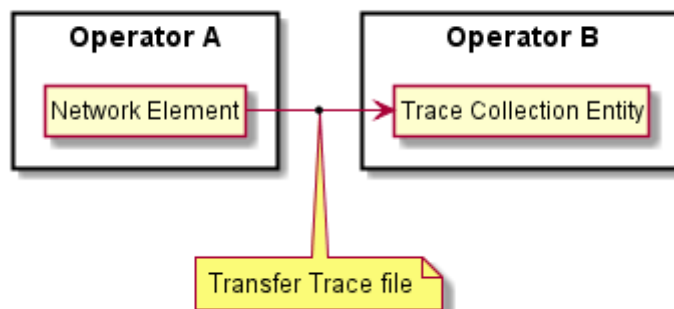 Operator A
Operator B
Network Element
Trace Collection Entity
Transfer Trace file